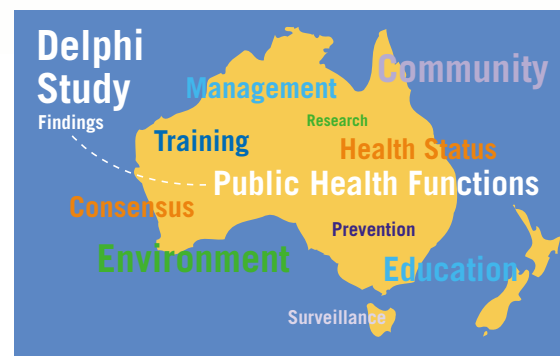 Delphi
Study
Findings
Community
Management
Research
Training
Health Status
Public Health Functions
Consensus
Prevention
Environment
Education
Surveillance